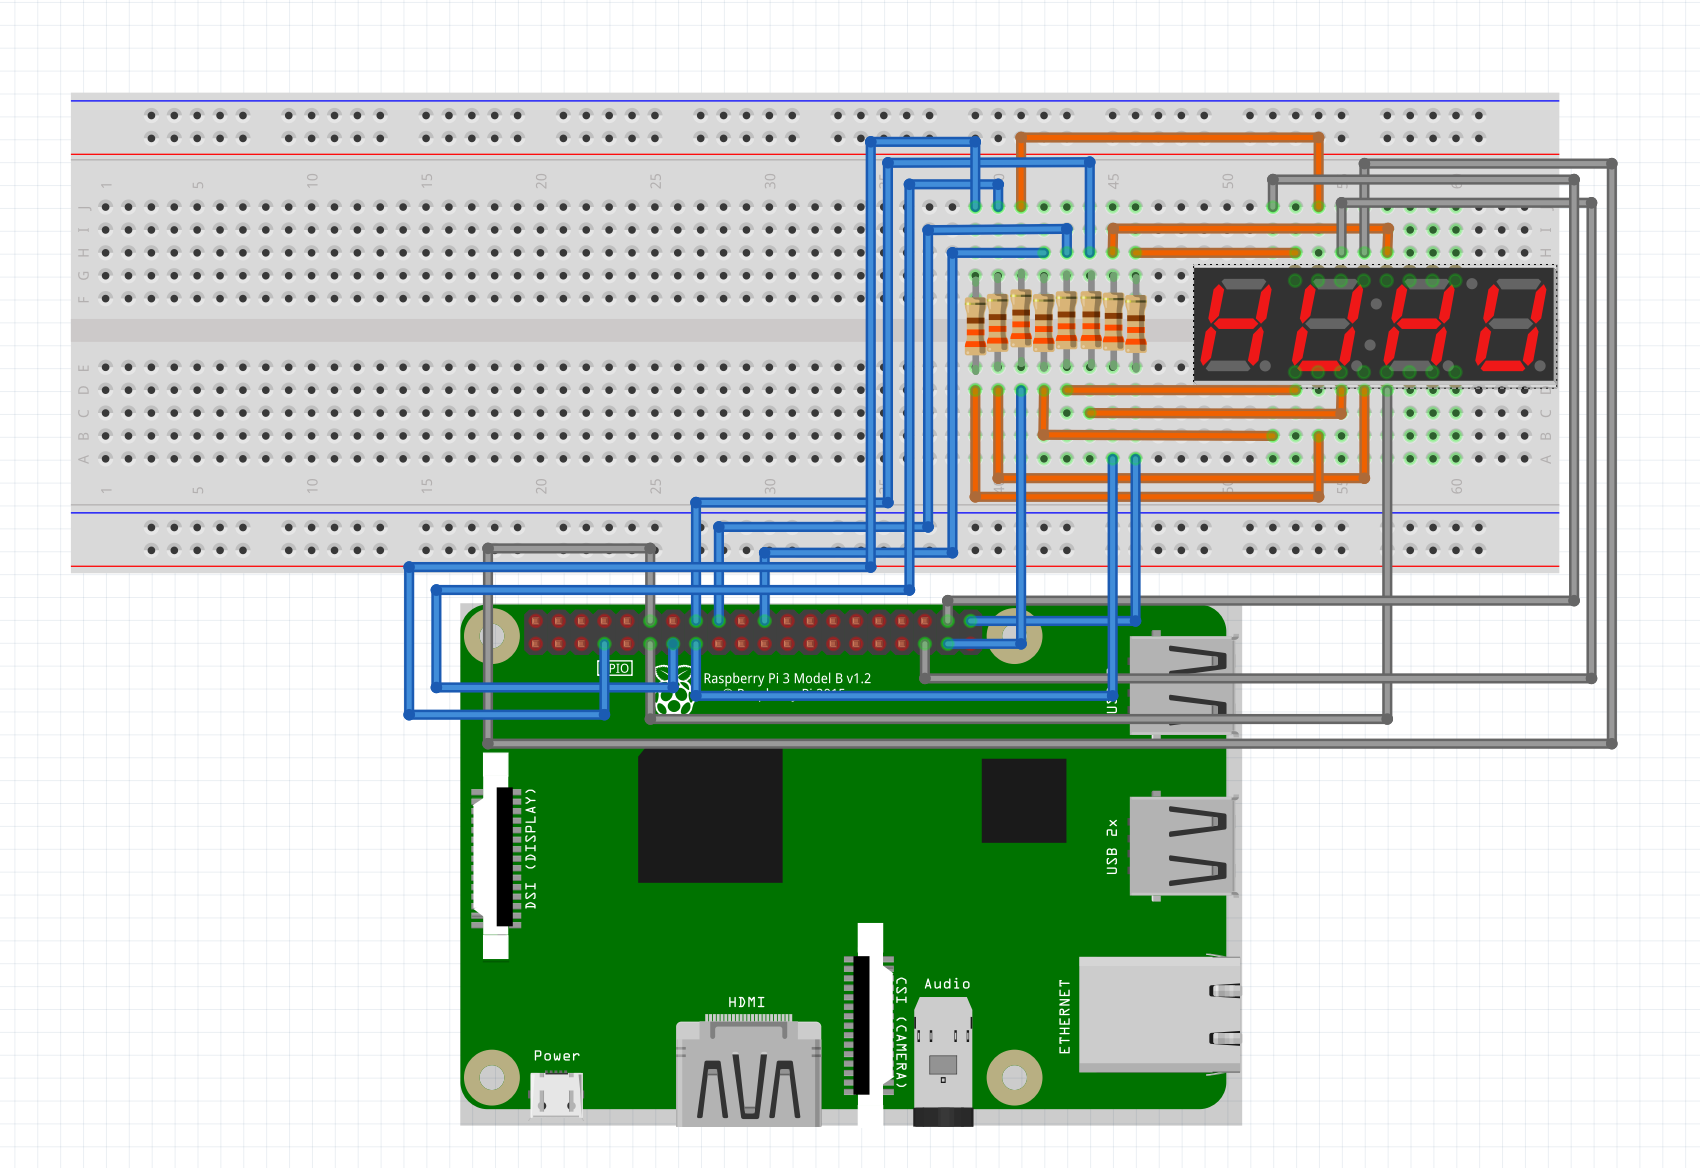 1 5 10 15 20 25 30 45 50
J
I I
H H
G
F
E
D
C C
B B
A A
1 5 10 15 20 25 30 50 60
GPIO
Raspberry Pi 3 Model B v1.2
DSI (DISPLAY)
USB 2x
HDMI
CSI (CAMERA)
Audio
ETHERNET
Power